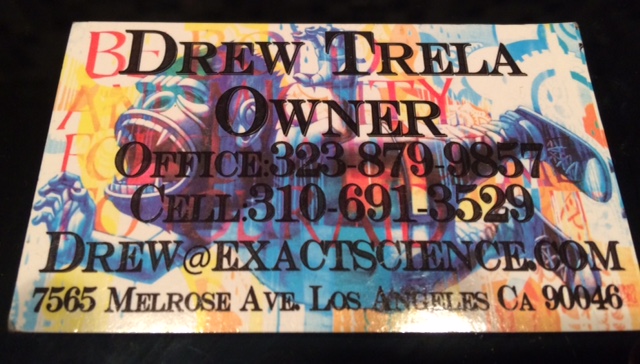 Drew Trela
Owner
Office:323-879-9857
Cell:310-691-3529
Drew@exactscience.com
7565 Melrose Ave. Los Angeles Ca 90046